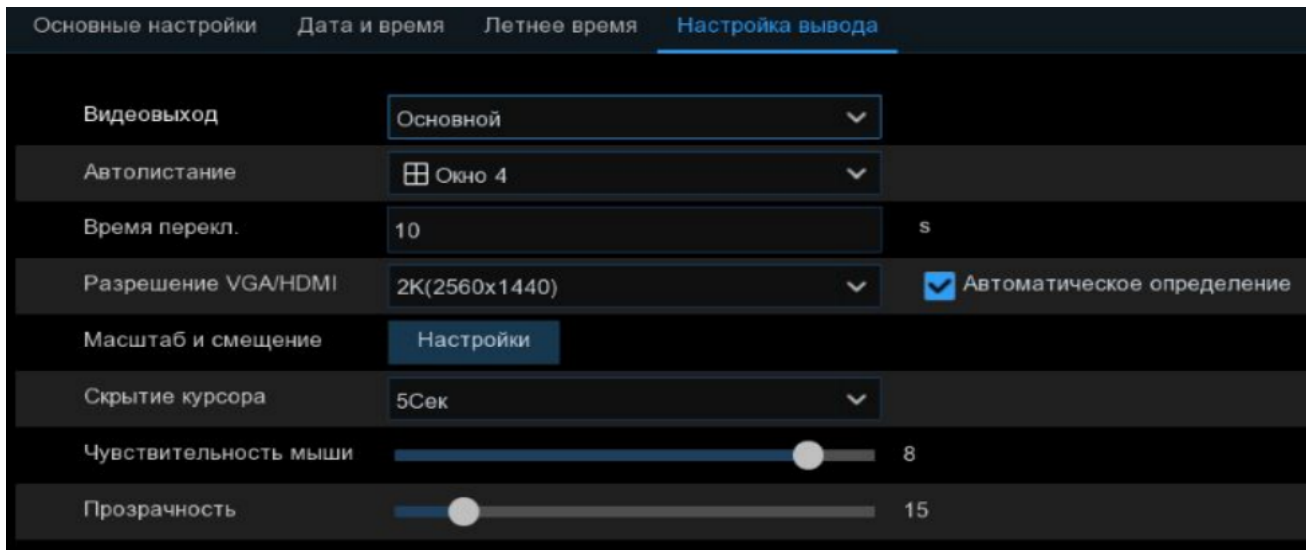 Основные настройки Дата и время Летнее время Настройка вывода
Видеовыход Основной
Автолистание Окно 4
Время перекл. 10 s
Разрешение VGA/HDMI 2K(2560x1440) Автоматическое определение
Масштаб и смещение Настройки
Скрытие курсора 5Сек
Чувствительность мыши 8
Прозрачность 15